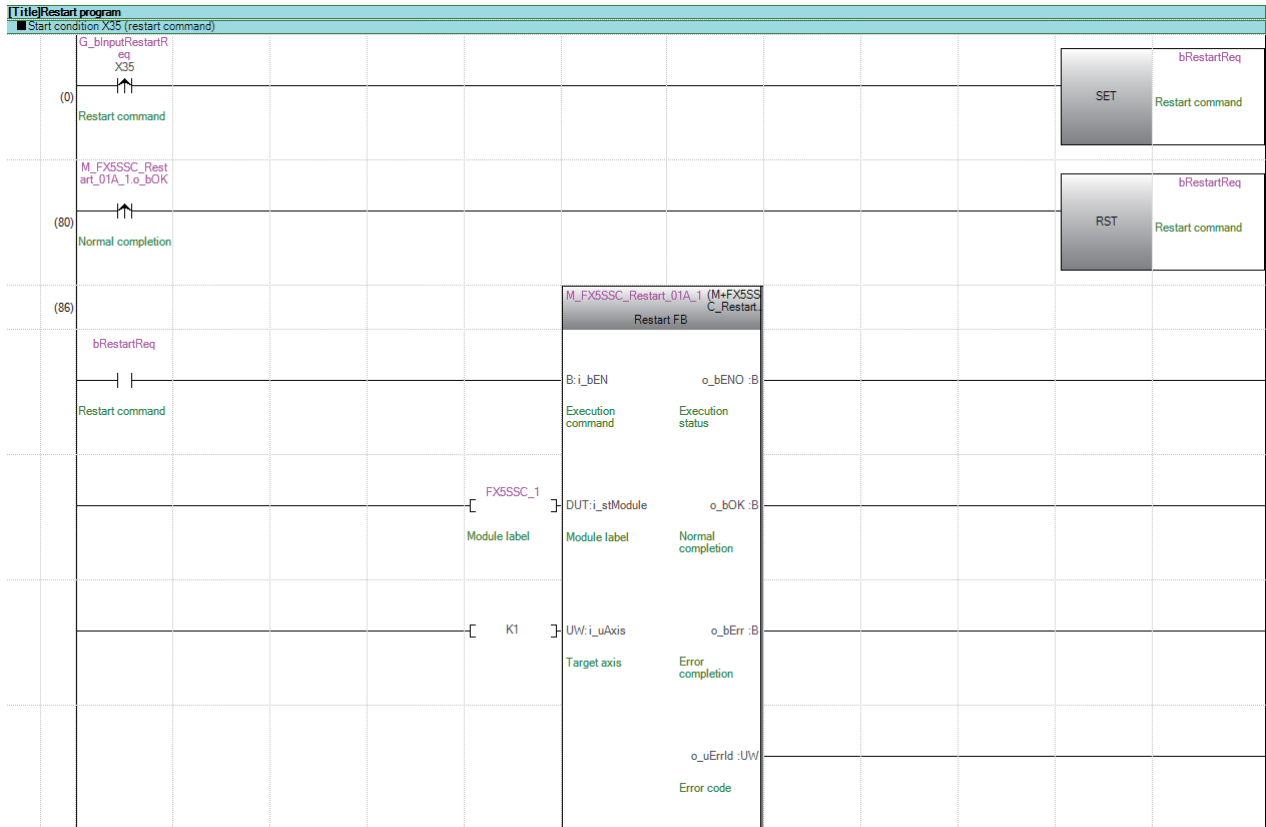 [Title]Restart program
■Start condition X35 (restart command)
G_bInputRestartR
eq
X35
bRestartReq
(0)
SET
Restart command
Restart command
M_FX5SSC_Rest
art_01A_1.o_bOK
bRestartReq
(80)
RST
Normal completion
Restart command
(86)
M_FX5SSC_Restart_01A_1 (M+FX5SS
C_Restart..
Restart FB
bRestartReq
B:i_bEN
o_bENO :B
Restart command
Execution
command
Execution
status
FX5SSC_1
DUT:i_stModule
o_bOK :B
Module label
Module label
Normal
completion
K1
UW:i_uAxis
o_bErr :B
Target axis
Error
completion
o_uErrId :UW
Error code